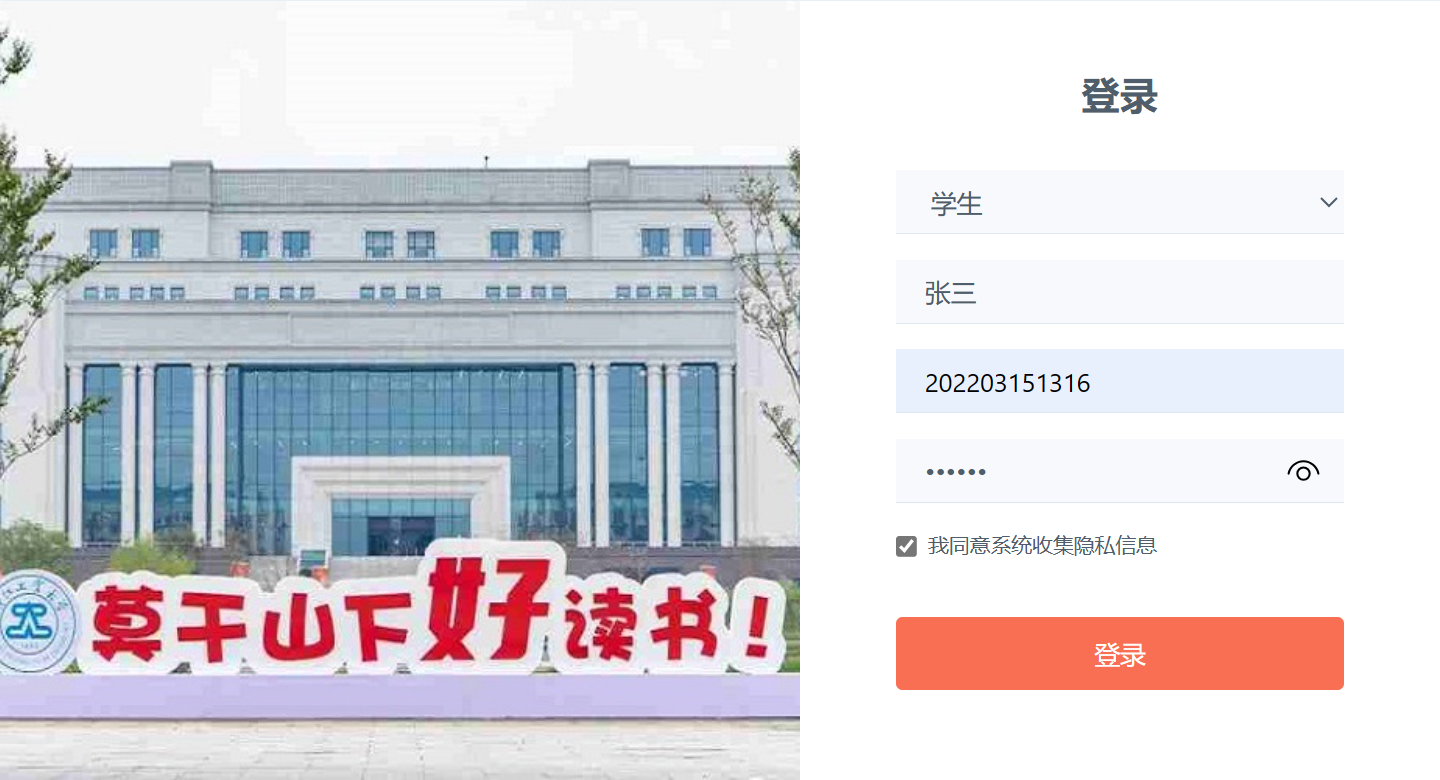 登录
学生
张三
202203151316
••••••
我同意系统收集隐私信息
登录
莫干山下好读书！